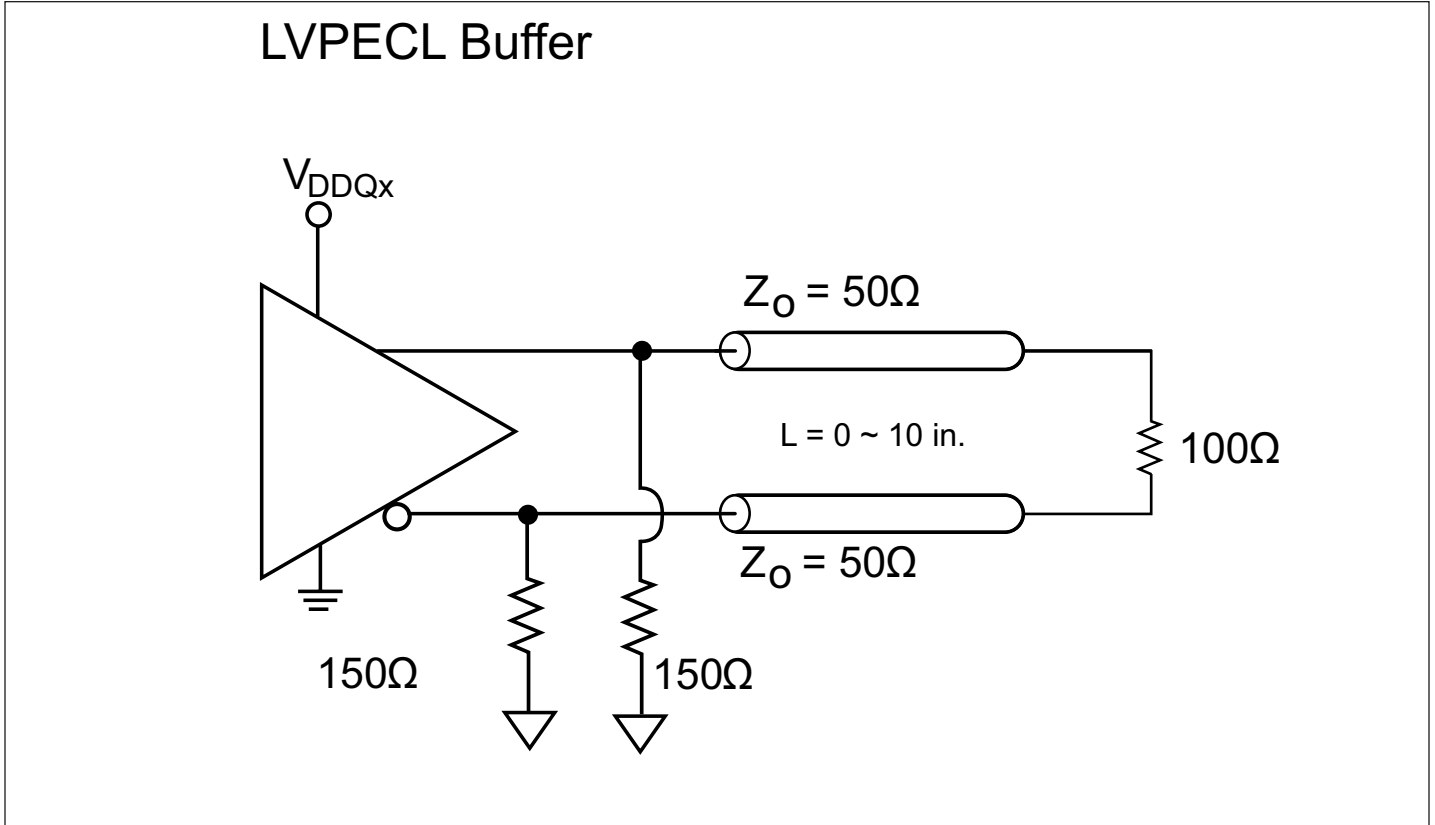 LVPECL Buffer
VDDQx
ZO = 50Ω
L = 0 ~ 10 in.
100Ω
ZO = 50Ω
150Ω
150Ω